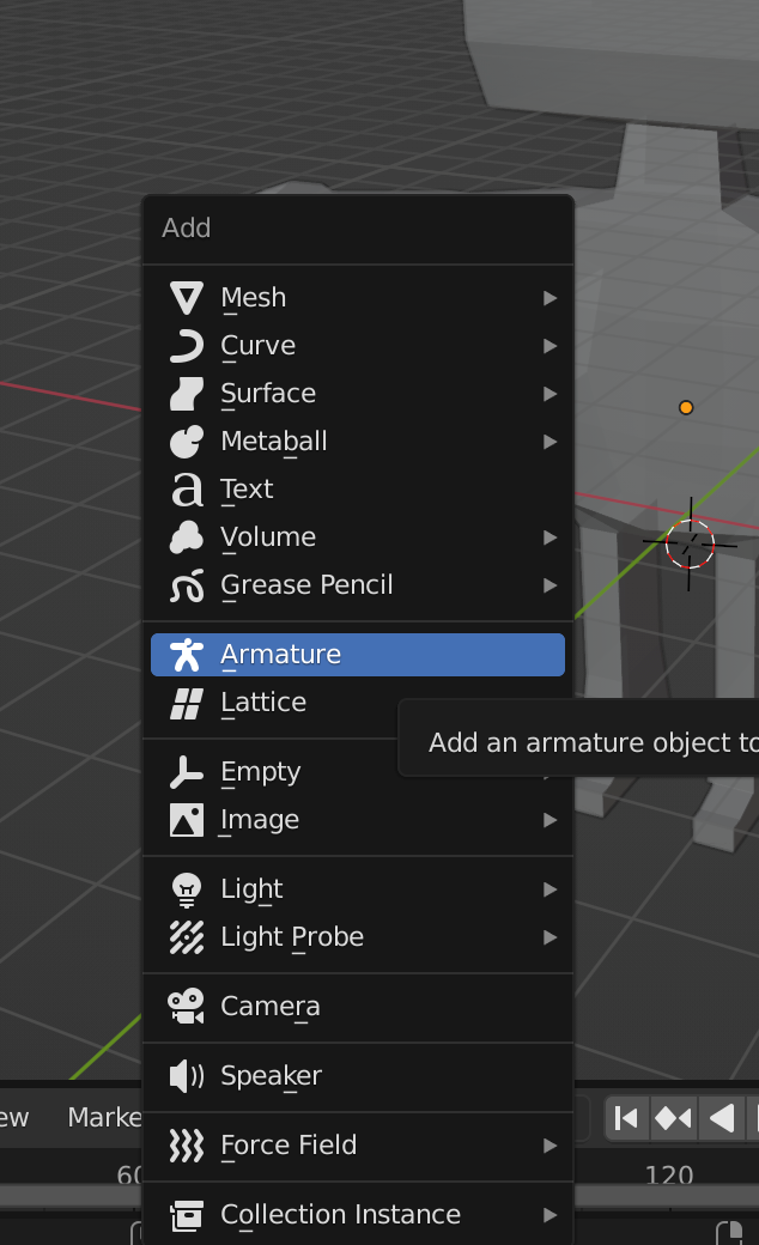 Add
Mesh
Curve
Surface
Metaball
Text
Volume
Grease Pencil
Armature
Lattice
Add an armature object to
Empty
Image
Light
Light Probe
Camera
Speaker
ew Marke
Force Field
60 120
Collection Instance